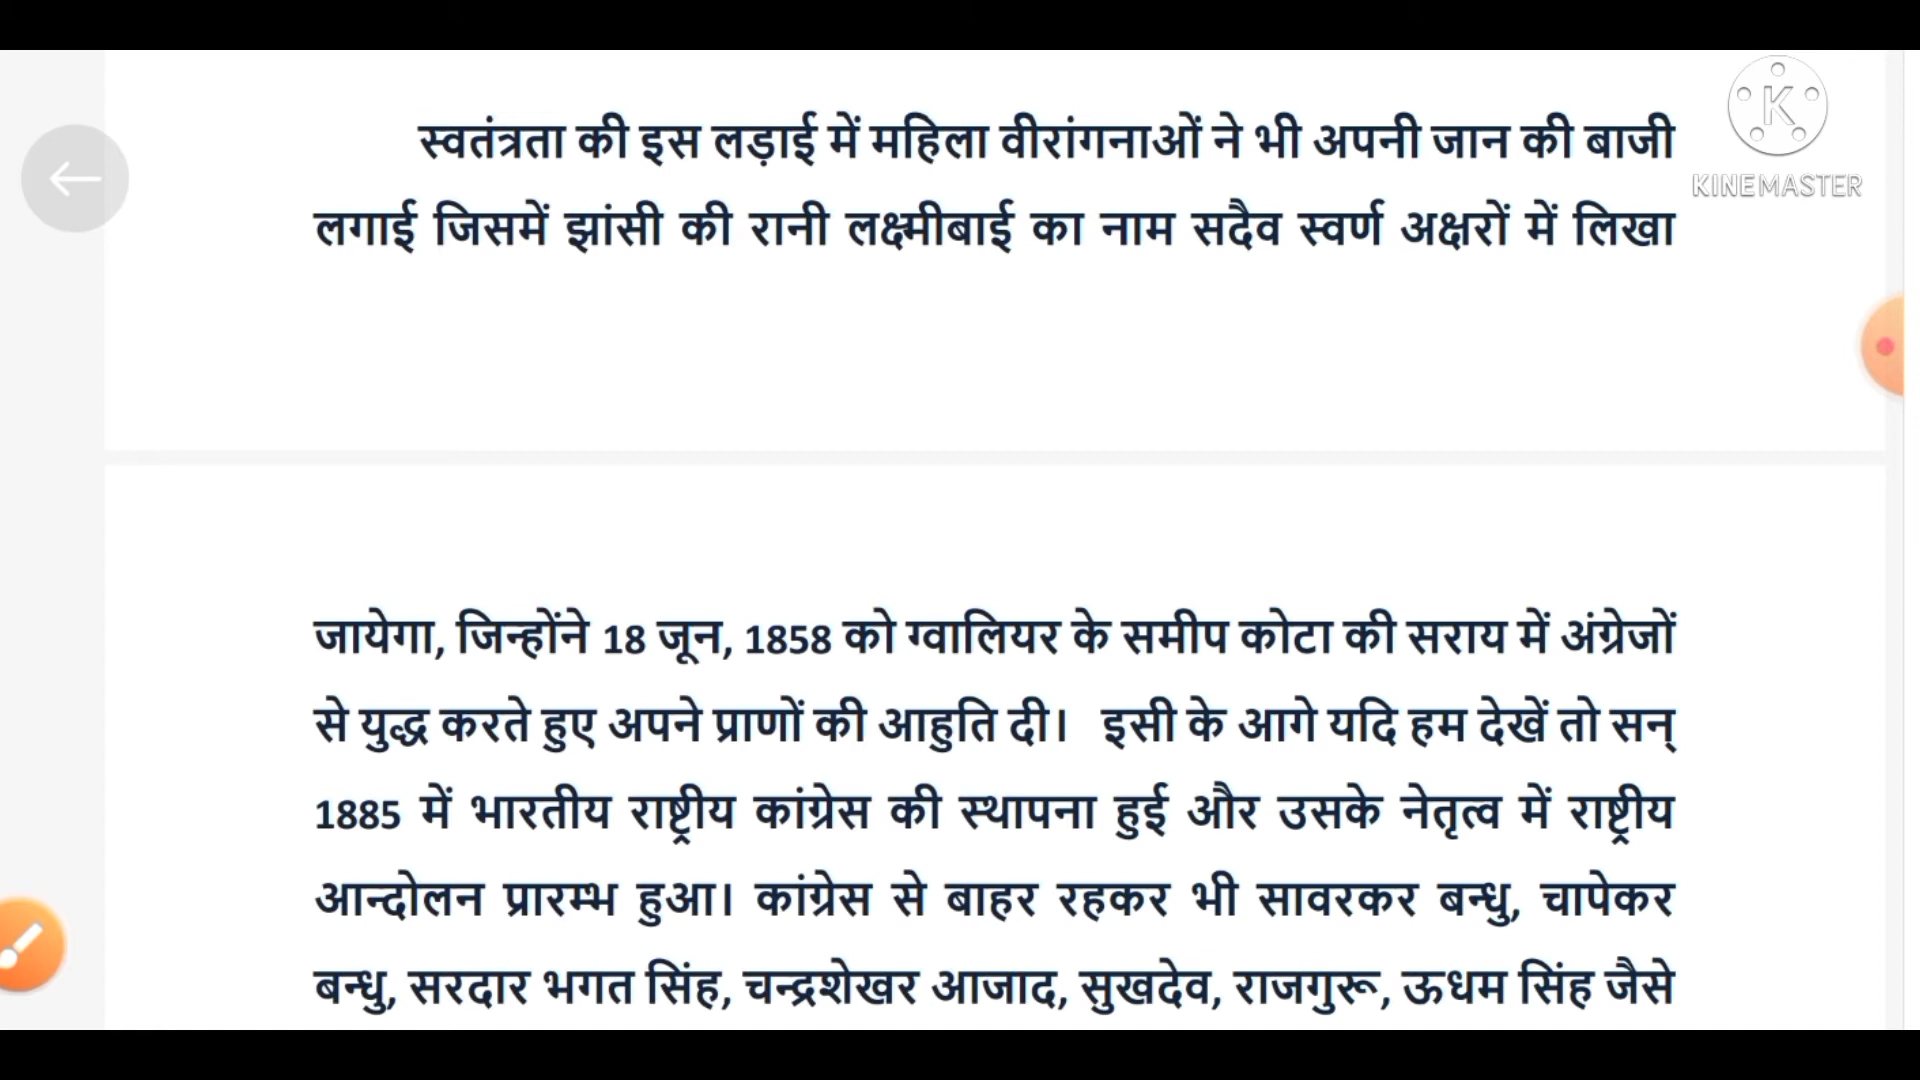 स्वतंत्रता की इस लड़ाई में महिला वीरांगनाओं ने भी अपनी जान की बाजी
लगाई जिसमें झांसी की रानी लक्ष्मीबाई का नाम सदैव स्वर्ण अक्षरों में लिखा
K
KINEMASTER
जायेगा, जिन्होंने 18 जून, 1858 को ग्वालियर के समीप कोटा की सराय में अंग्रेजों
से युद्ध करते हुए अपने प्राणों की आहुति दी। इसी के आगे यदि हम देखें तो सन्
1885 में भारतीय राष्ट्रीय कांग्रेस की स्थापना हुई और उसके नेतृत्व में राष्ट्रीय
आन्दोलन प्रारम्भ हुआ। कांग्रेस से बाहर रहकर भी सावरकर बन्धु, चापेकर
बन्धु, सरदार भगत सिंह, चन्द्रशेखर आजाद, सुखदेव, राजगुरू, ऊधम सिंह जैसे